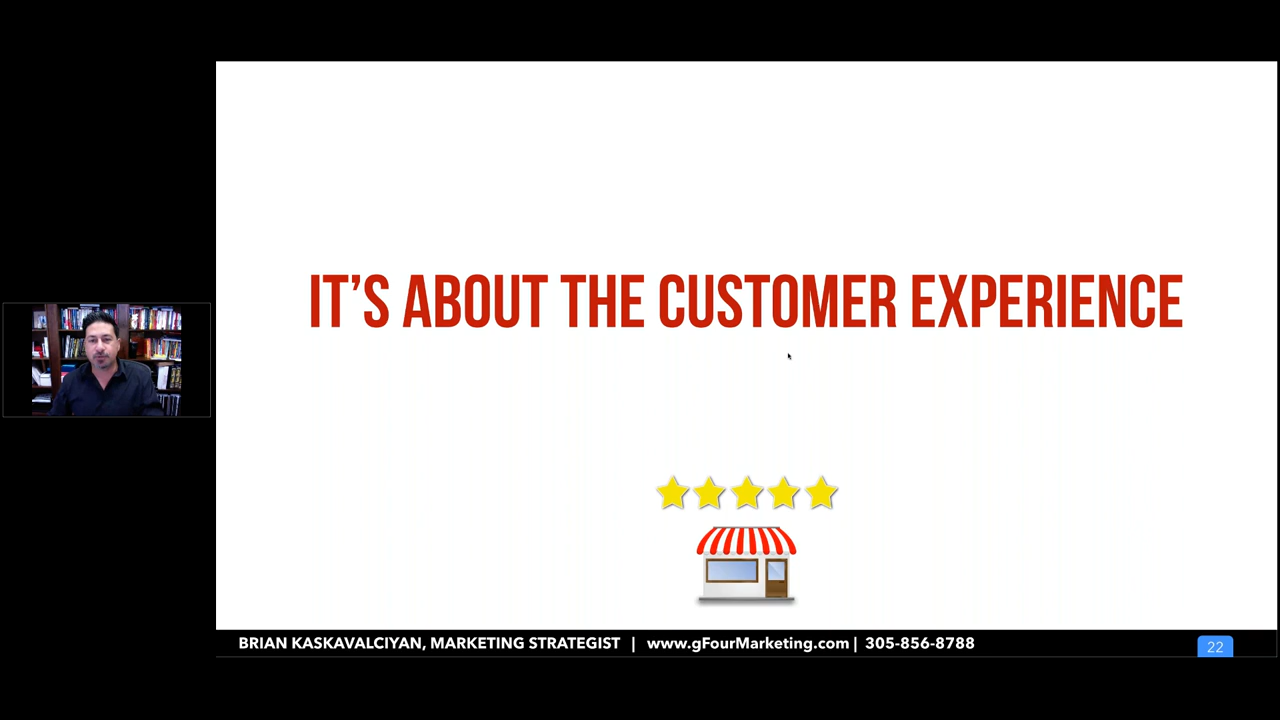 IT'S ABOUT THE CUSTOMER EXPERIENCE
BRIAN KASKAVALCIYAN, MARKETING STRATEGIST | www.gFourMarketing.com | 305-856-8788
22